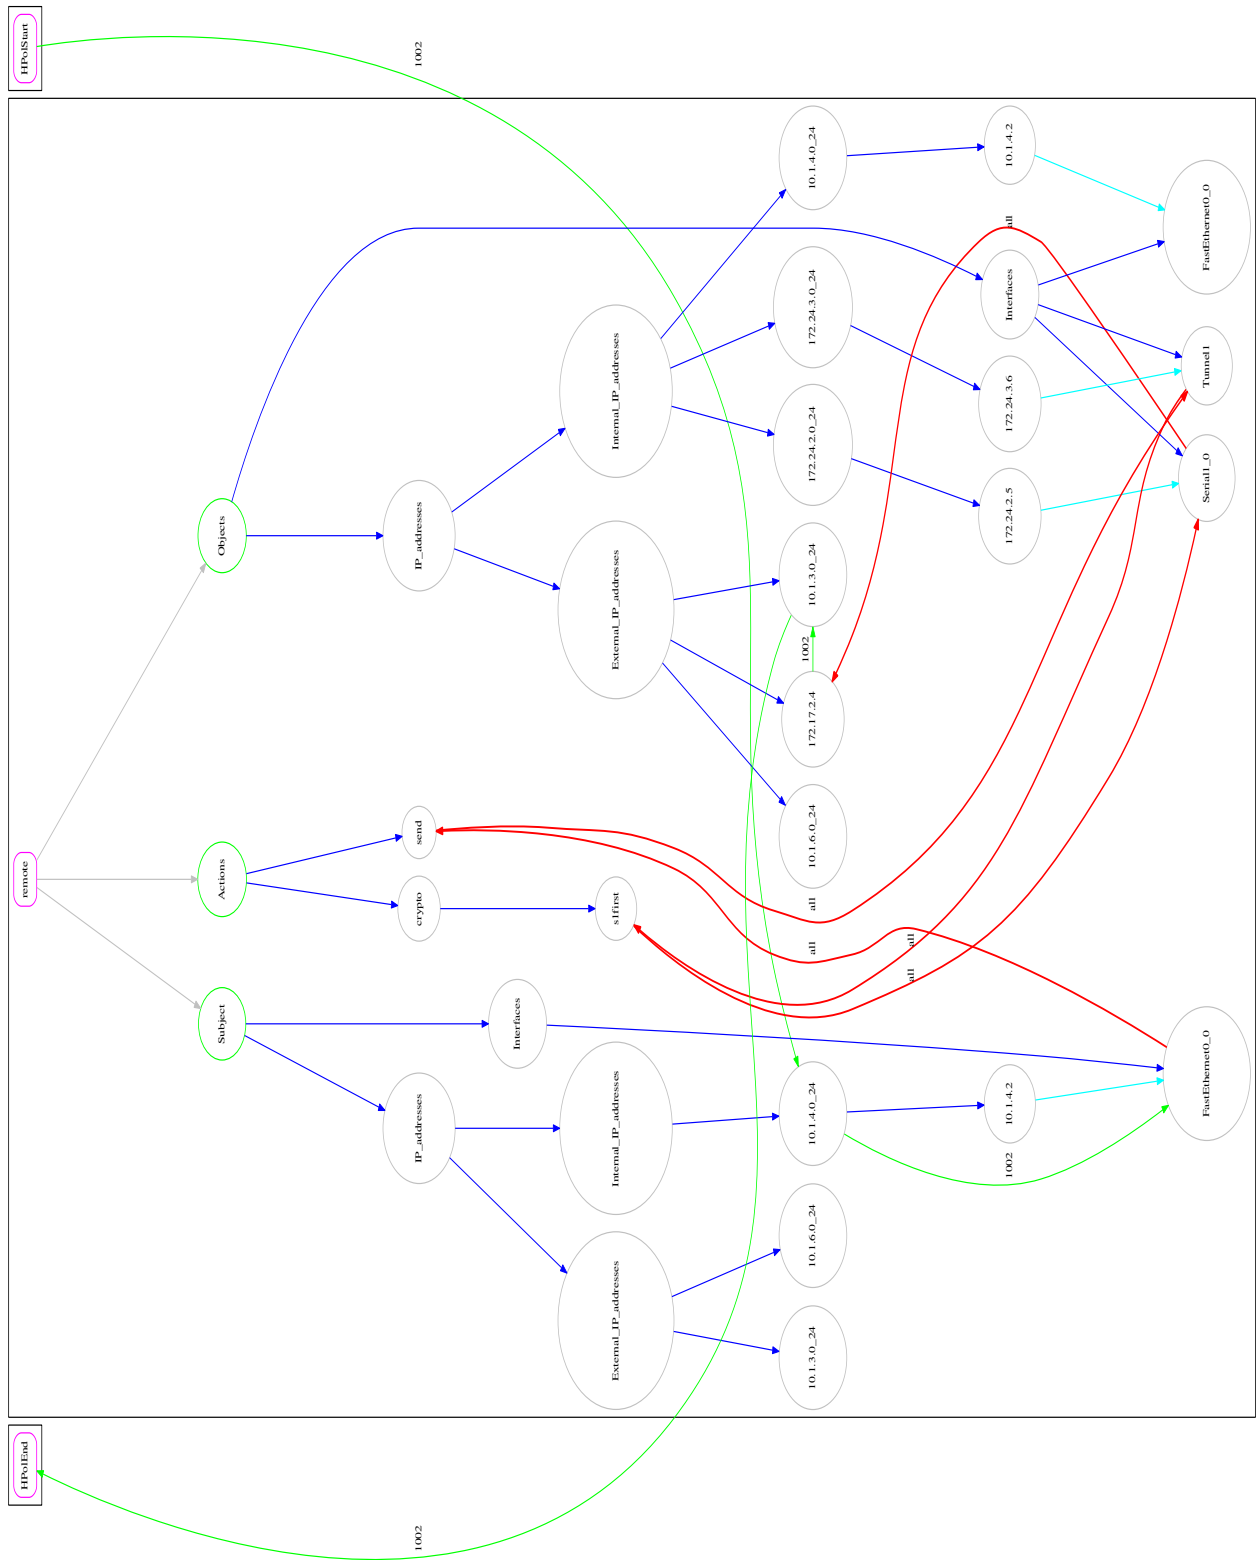 HPolStart
1002
remote
Objects
Actions
Subject
IP_addresses
send
crypto
Interfaces
IP_addresses
Internal_IP_addresses
External_IP_addresses
s1first
Internal_IP_addresses
External_IP_addresses
10.1.4.0_24
172.24.3.0_24
172.24.2.0_24
10.1.3.0_24
1002
172.17.2.4
10.1.6.0_24
all
all
10.1.4.0_24
10.1.6.0_24
10.1.3.0_24
all
all
10.1.4.2
all
Interfaces
172.24.3.6
172.24.2.5
10.1.4.2
1002
FastEthernet0_0
Tunnel1
Serial1_0
FastEthernet0_0
HPolEnd
1002